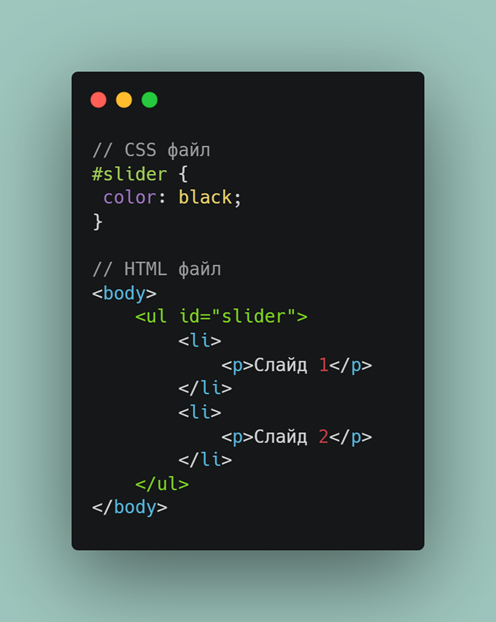 // CSS файл
#slider {
 color: black;
}

// HTML файл
<body>
    <ul id="slider">
        <li>
            <p>Слайд 1</p>
        </li>
        <li>
            <p>Слайд 2</p>
        </li>
    </ul>
</body>